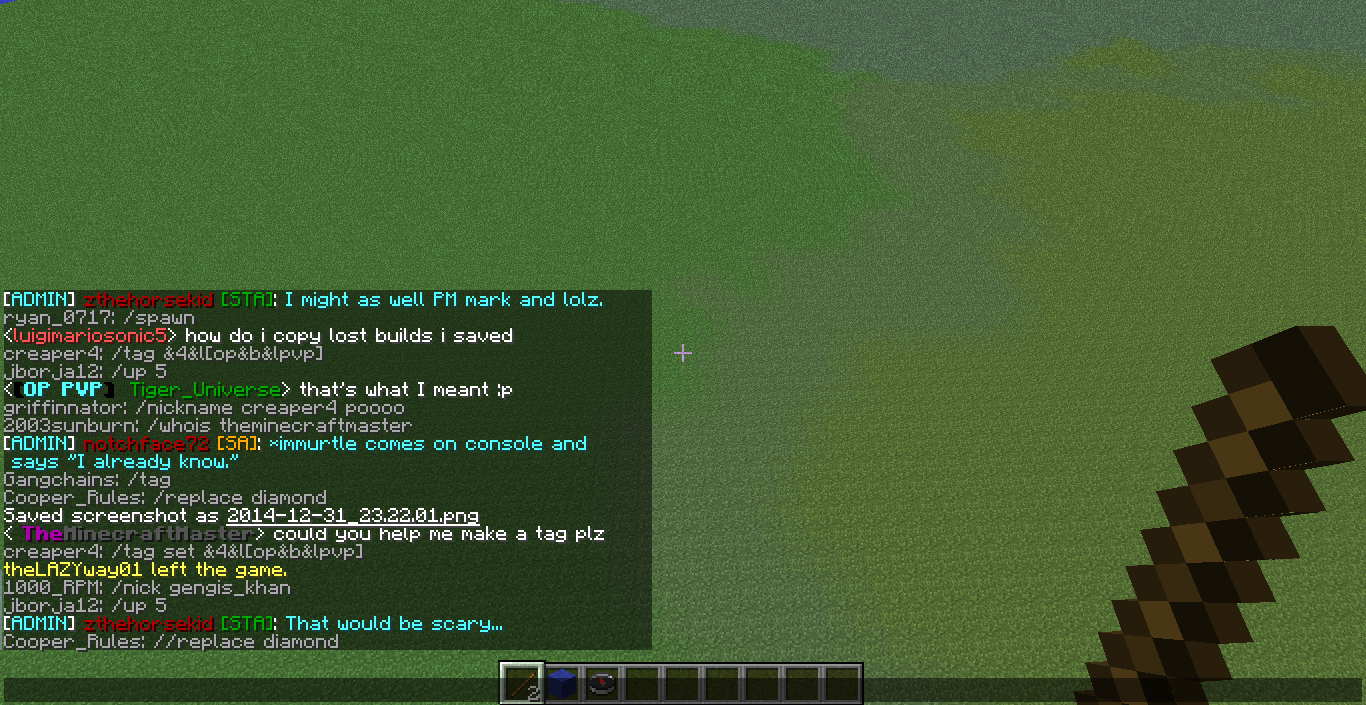 [ADMIN] zthehorsekid [STA]: I might as well PM mark and lolz.
ryan_0717: /spawn
<luigimariosonic5> how do i copy lost builds i saved
creaper4: /tag &4&l[op&b&lpvp]
jborja12: /up 5
<[OP PVP] Tiger_Universe> that's what I meant :p
griffinnator: /nickname creaper4 poooo
2003sunburn: /whois theminecraftmaster
[ADMIN] notchface72 [SA]: *immurtle comes on console and
says "I already know."
Gangchains: /tag
Cooper_Rules: /replace diamond
Saved screenshot as 2014-12-31_23.22.01.png
< TheMinecraftMaster> could you help me make a tag plz
creaper4: /tag set &4&l[op&b&lpvp]
theLAZYway01 left the game.
1000_RPM: /nick gengis_khan
jborja12: /up 5
[ADMIN] zthehorsekid [STA]: That would be scary...
Cooper_Rules: //replace diamond
2